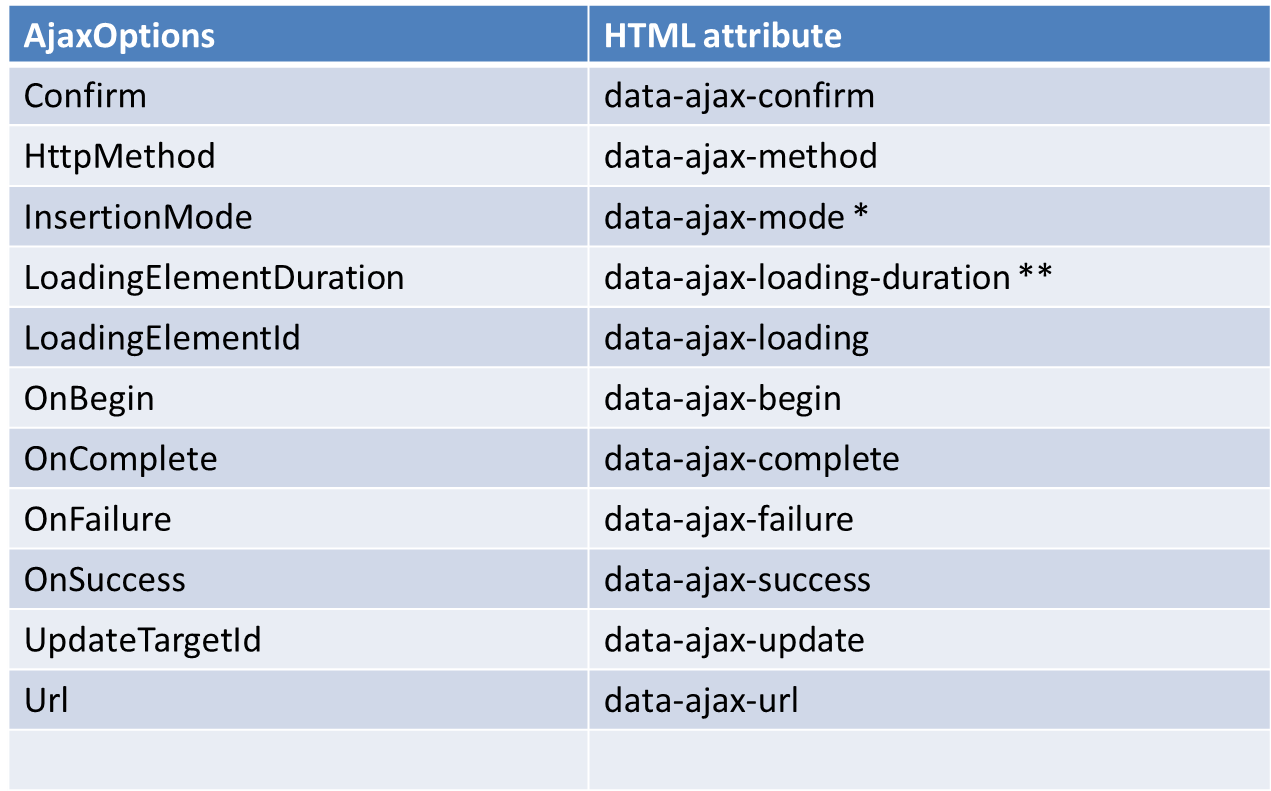 AjaxOptions HTML attribute
Confirm data-ajax-confirm
HttpMethod data-ajax-method
InsertionMode data-ajax-mode *
LoadingElementDuration data-ajax-loading-duration **
LoadingElementId data-ajax-loading
OnBegin data-ajax-begin
OnComplete data-ajax-complete
OnFailure data-ajax-failure
OnSuccess data-ajax-success
UpdateTargetId data-ajax-update
Url data-ajax-url